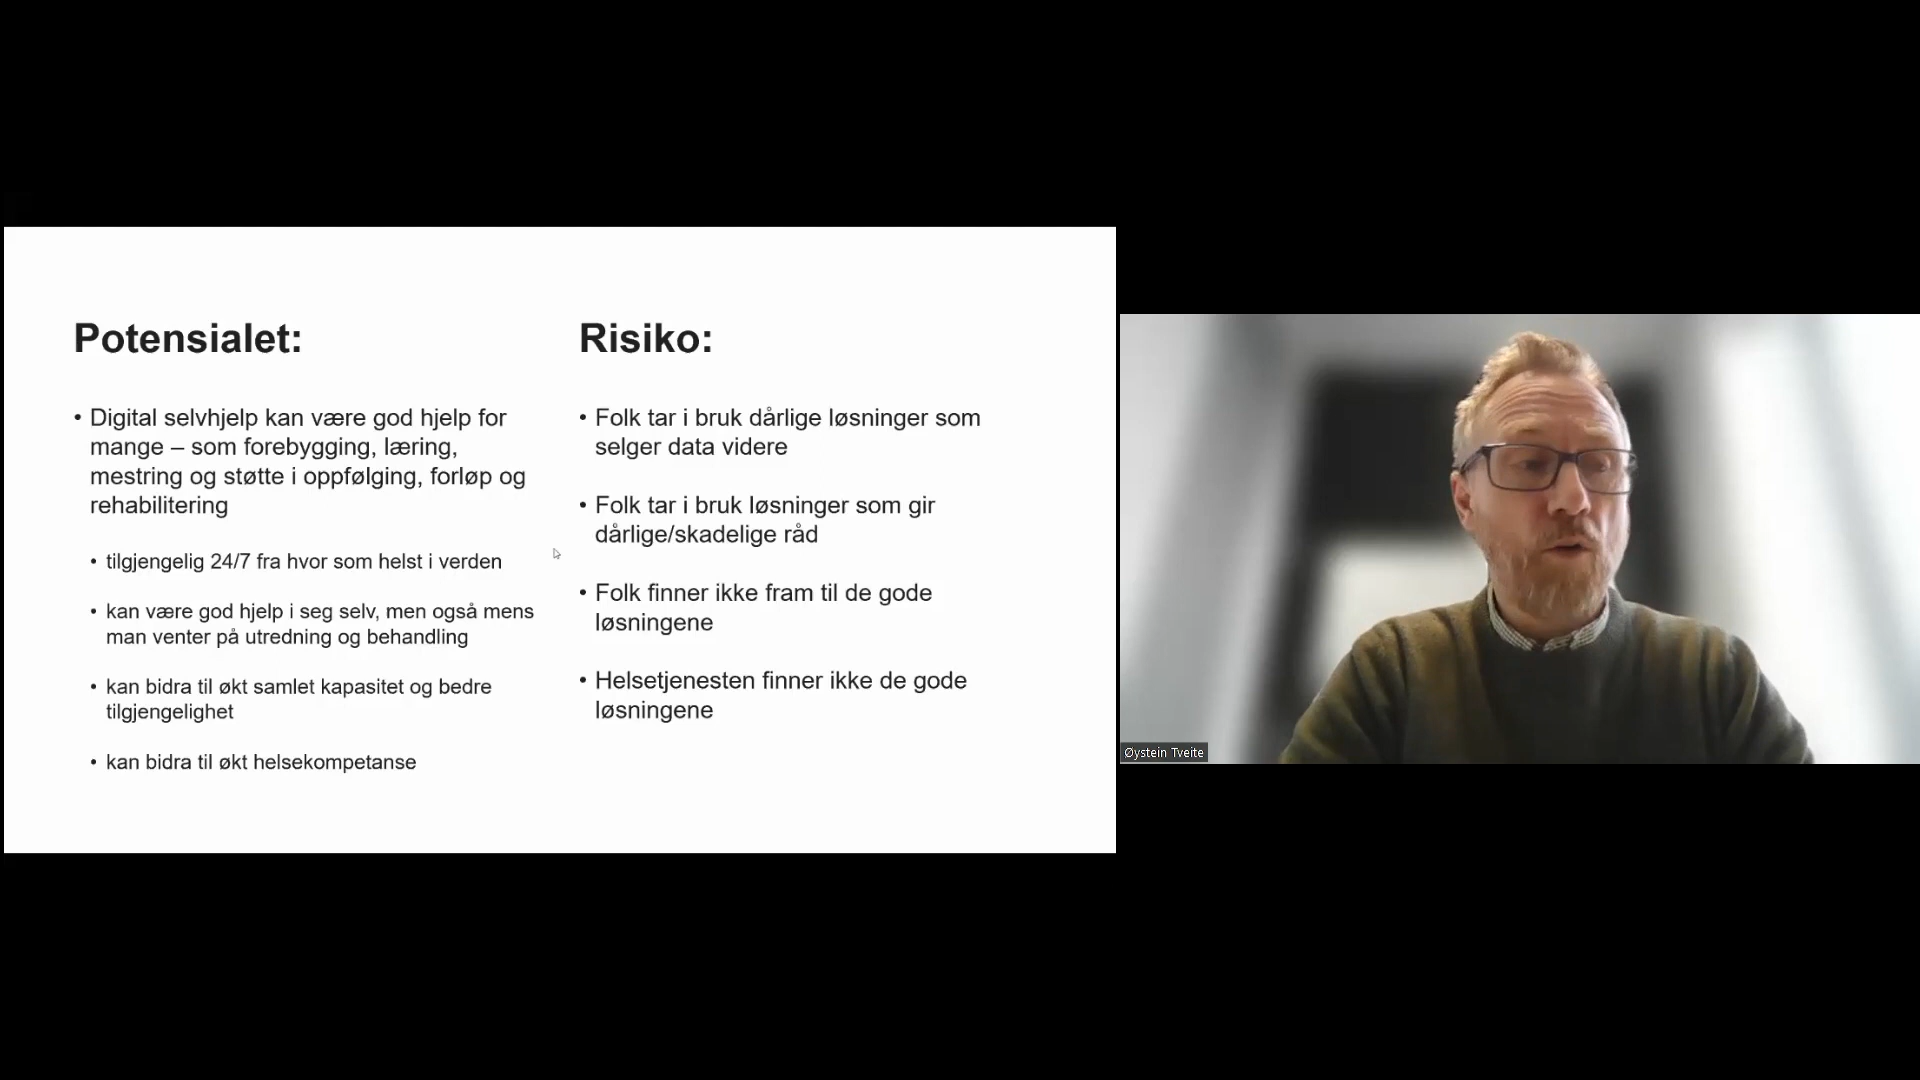 Potensialet:
• Digital selvhjelp kan være god hjelp for
mange – som forebygging, læring,
mestring og støtte i oppfølging, forløp og
rehabilitering
• tilgjengelig 24/7 fra hvor som helst i verden
• kan være god hjelp i seg selv, men også mens
man venter på utredning og behandling
• kan bidra til økt samlet kapasitet og bedre
tilgjengelighet
• kan bidra til økt helsekompetanse
Risiko:
• Folk tar i bruk dårlige løsninger som
selger data videre
• Folk tar i bruk løsninger som gir
dårlige/skadelige råd
• Folk finner ikke fram til de gode
løsningene
• Helsetjenesten finner ikke de gode
løsningene
Øystein Tveite